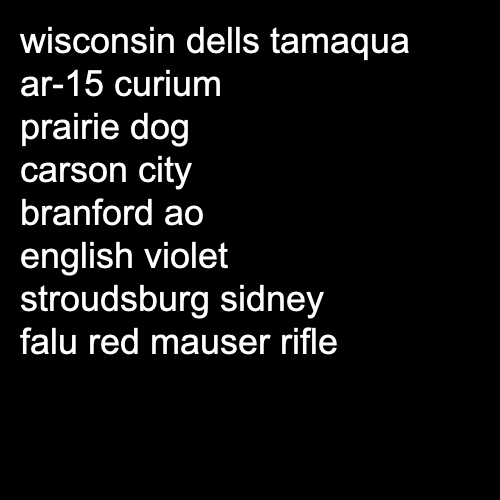 wisconsin dells tamaqua
ar-15 curium
prairie dog
carson city
branford ao
english violet
stroudsburg sidney
falu red mauser rifle